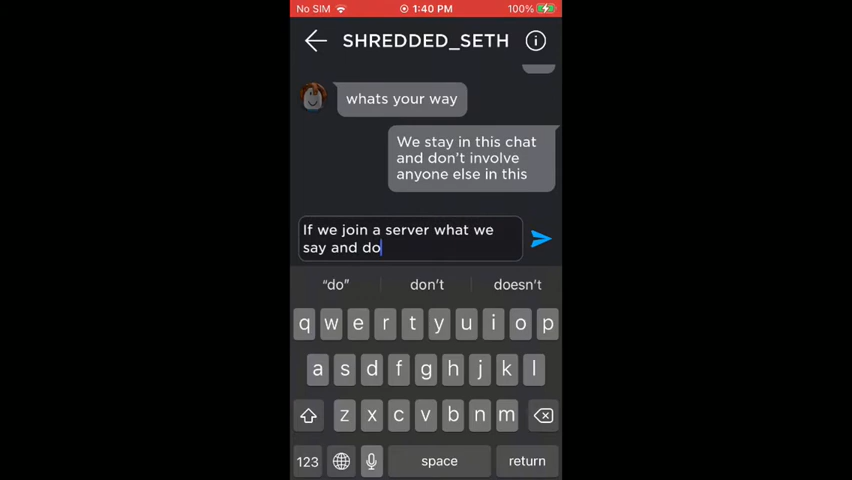 No SIM 1:40 PM 100%
SHREDDED_SETH
whats your way
We stay in this chat
and don't involve
anyone else in this
If we join a server what we
say and do
"do" don't doesn't
q w e r t y u i o p
a s d f g h j k l
z x c v b n m
123 space return